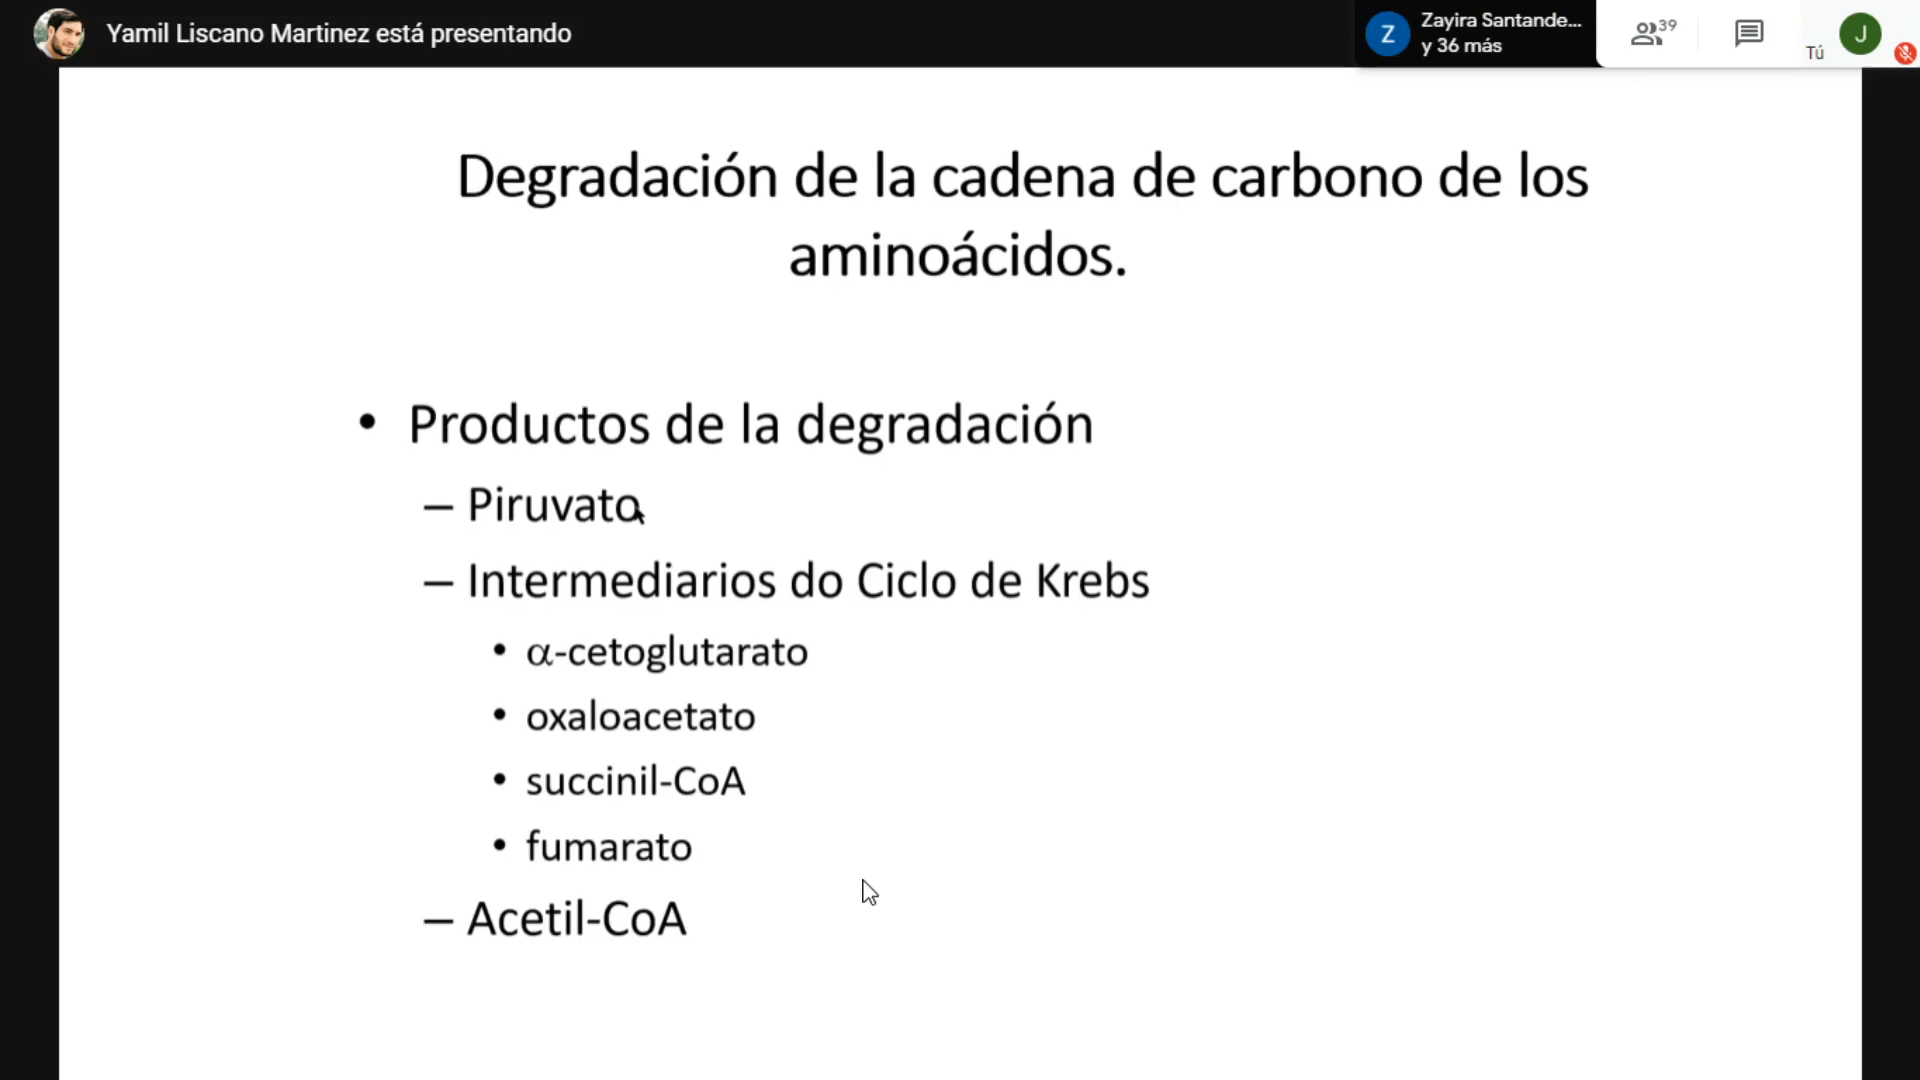 Yamil Liscano Martinez está presentando
Z
Zayira Santande...
y 36 más
39
Tú
J
Degradación de la cadena de carbono de los
aminoácidos.
• Productos de la degradación
– Piruvato
– Intermediarios do Ciclo de Krebs
• α-cetoglutarato
• oxaloacetato
• succinil-CoA
• fumarato
– Acetil-CoA